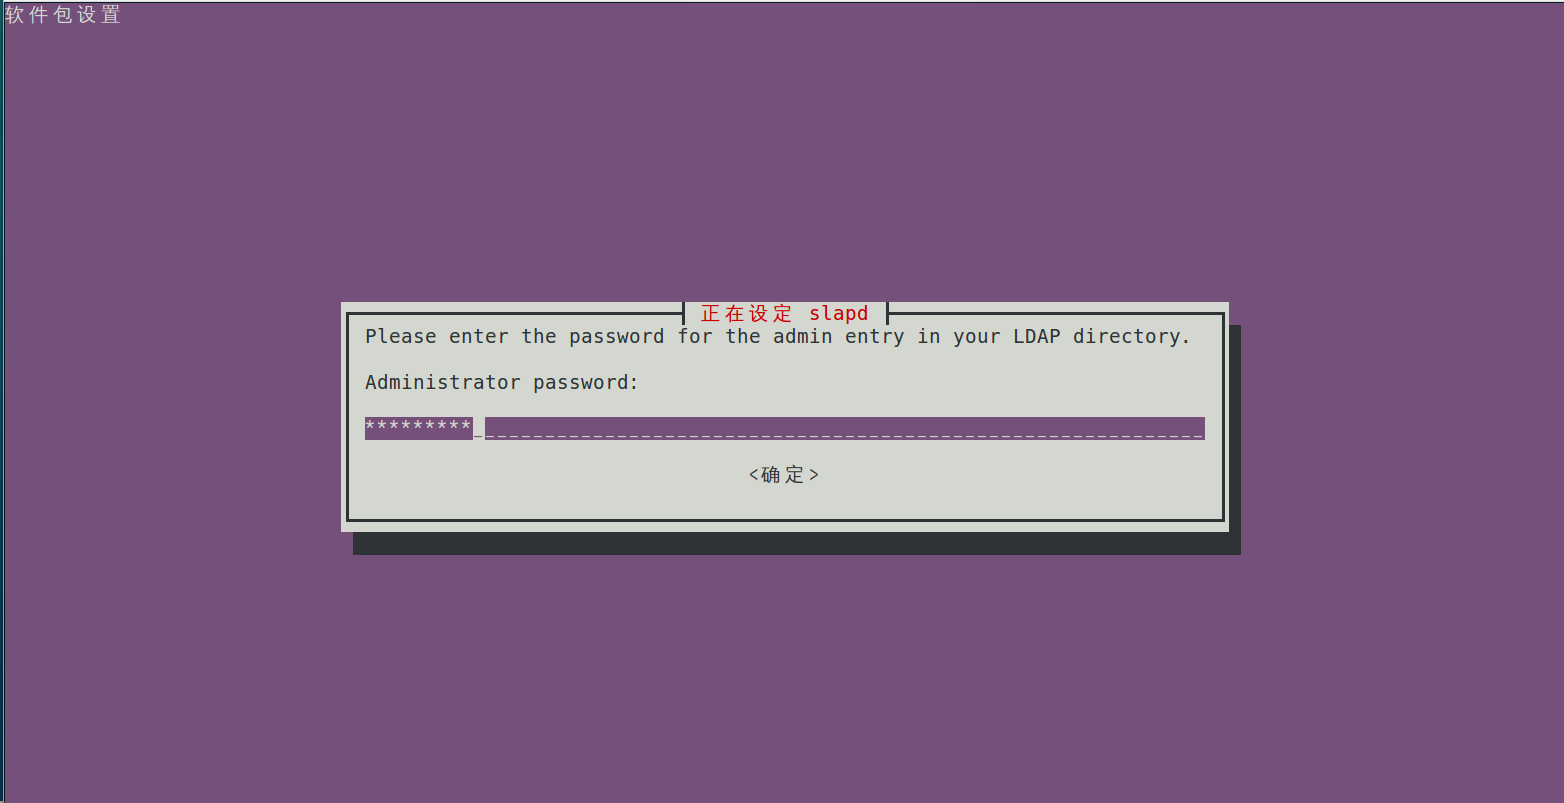 软件包设置
正在设定 slapd
Please enter the password for the admin entry in your LDAP directory.
Administrator password:
*********_____________________________________________________________
<确定>